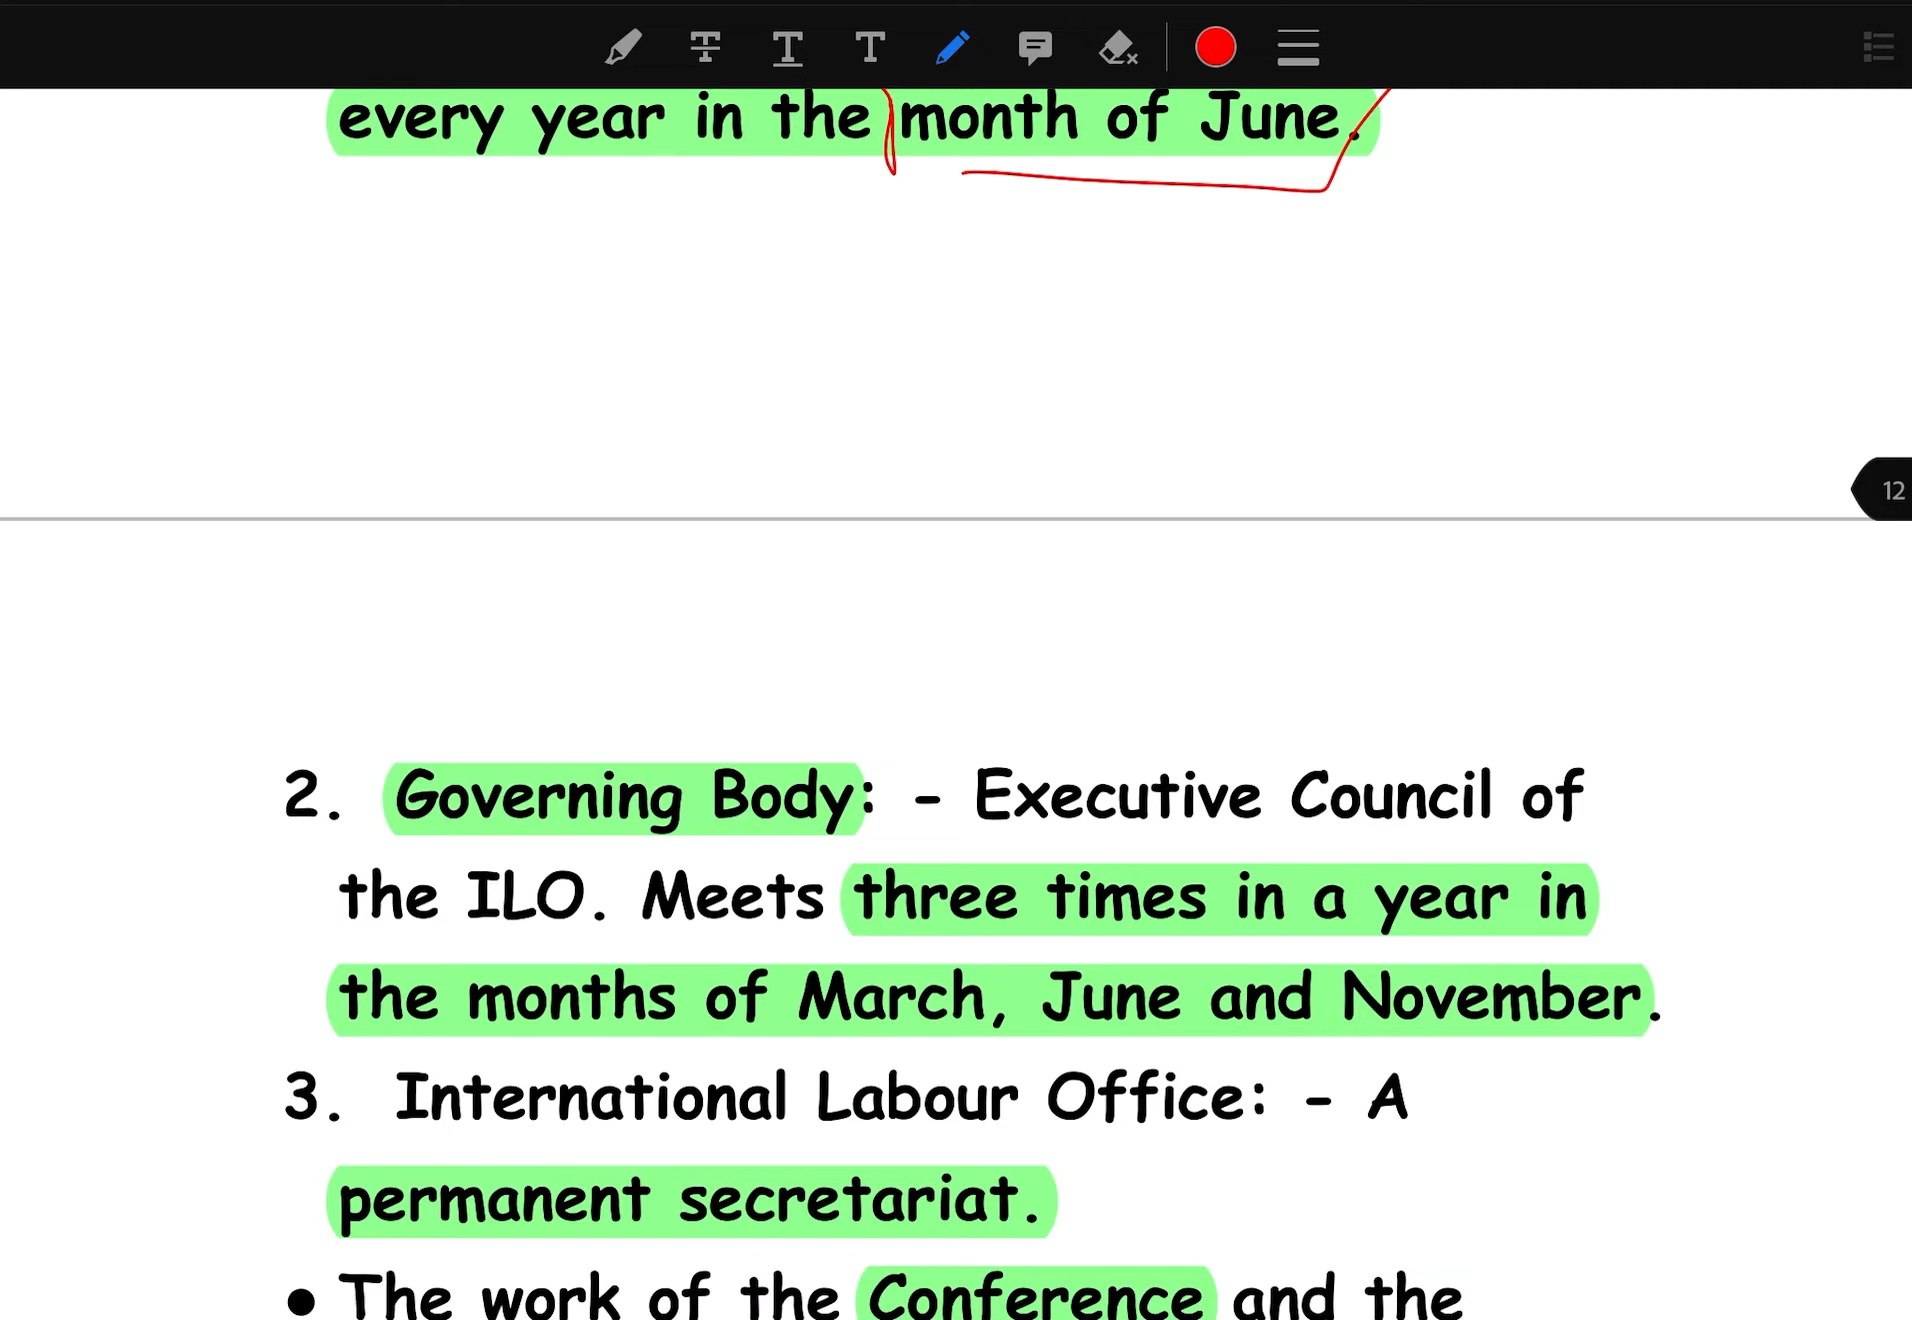 every year in the month of June.
12
2. Governing Body: - Executive Council of
the ILO. Meets three times in a year in
the months of March, June and November.
3. International Labour Office: - A
permanent secretariat.
● The work of the Conference and the